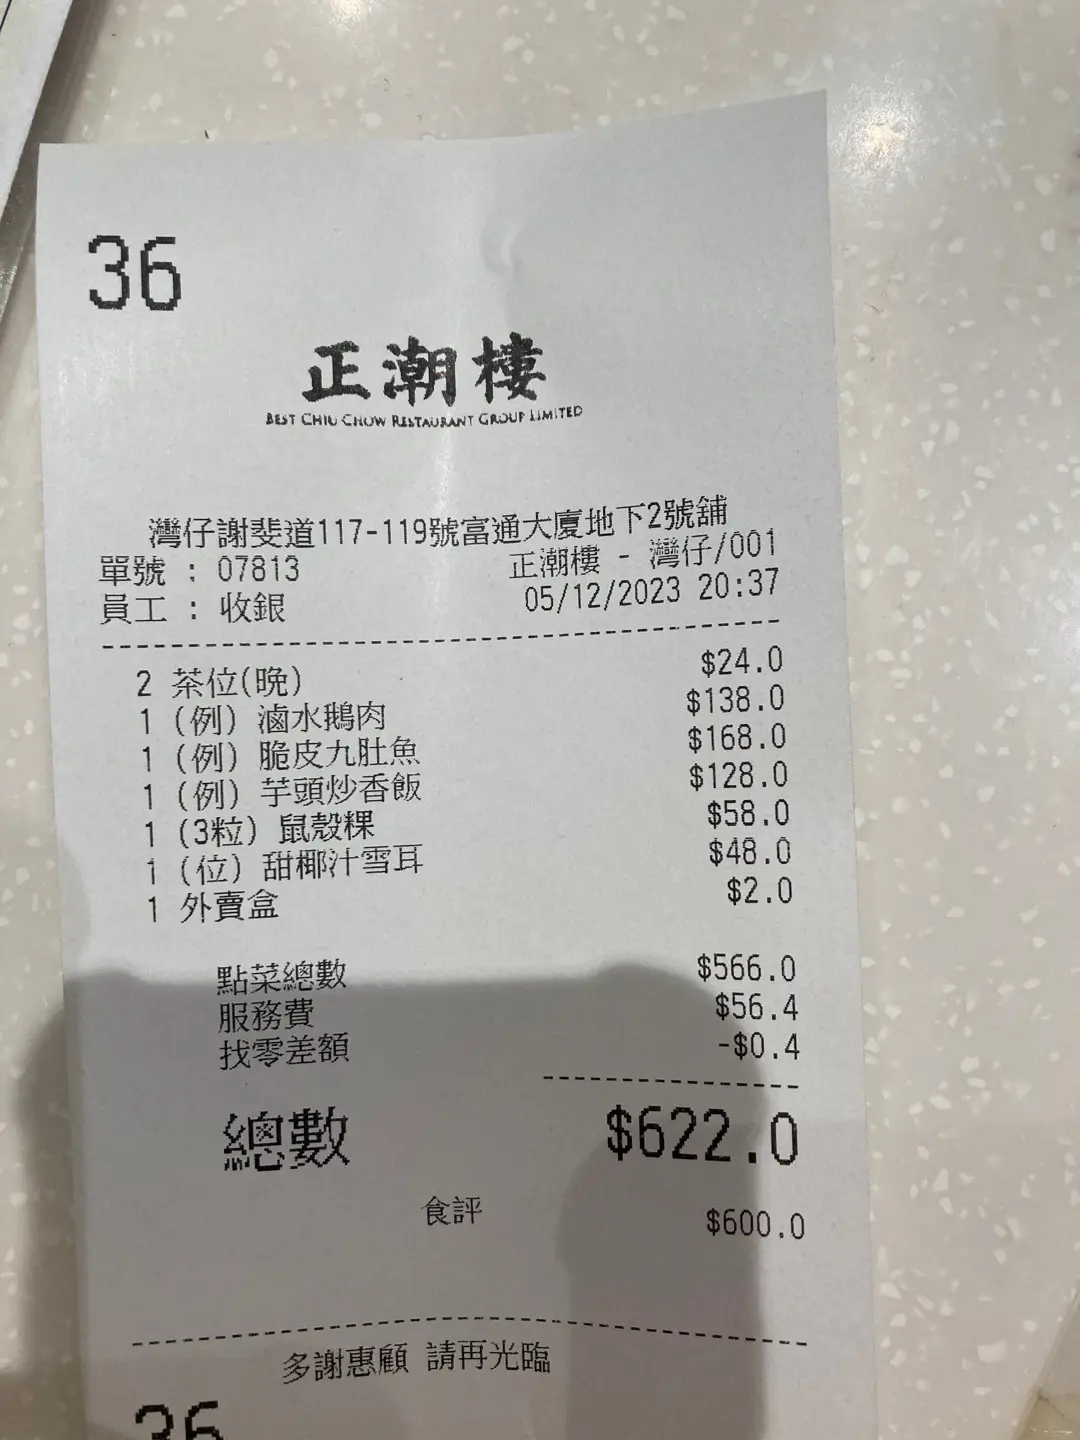 36
正潮樓
BEST CHIU CHOW RESTAURANT GROUP LIMITED
灣仔謝斐道117-119號富通大廈地下2號舖
單號 : 07813 正潮樓 - 灣仔/001
員工 : 收銀 05/12/2023 20:37
2 茶位(晚) $24.0
1 (例) 滷水鵝肉 $138.0
1 (例) 脆皮九肚魚 $168.0
1 (例) 芋頭炒香飯 $128.0
1 (3粒) 鼠殼粿 $58.0
1 (位) 甜椰汁雪耳 $48.0
1 外賣盒 $2.0
點菜總數 $566.0
服務費 $56.4
找零差額 -$0.4
總數 $622.0
食評 $600.0
多謝惠顧 請再光臨
36